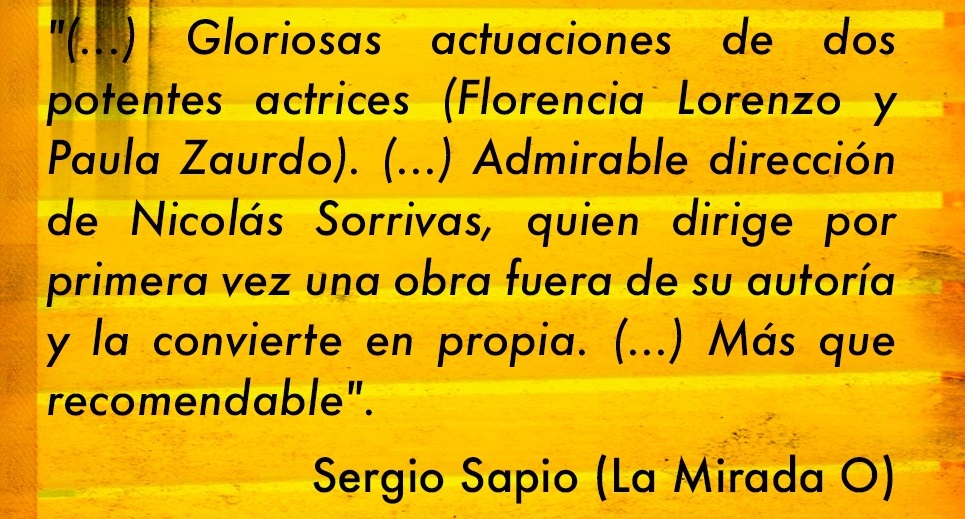 "(...) Gloriosas actuaciones de dos
potentes actrices (Florencia Lorenzo y
Paula Zaurdo). (...) Admirable dirección
de Nicolás Sorrivas, quien dirige por
primera vez una obra fuera de su autoría
y la convierte en propia. (...) Más que
recomendable".
Sergio Sapio (La Mirada O)